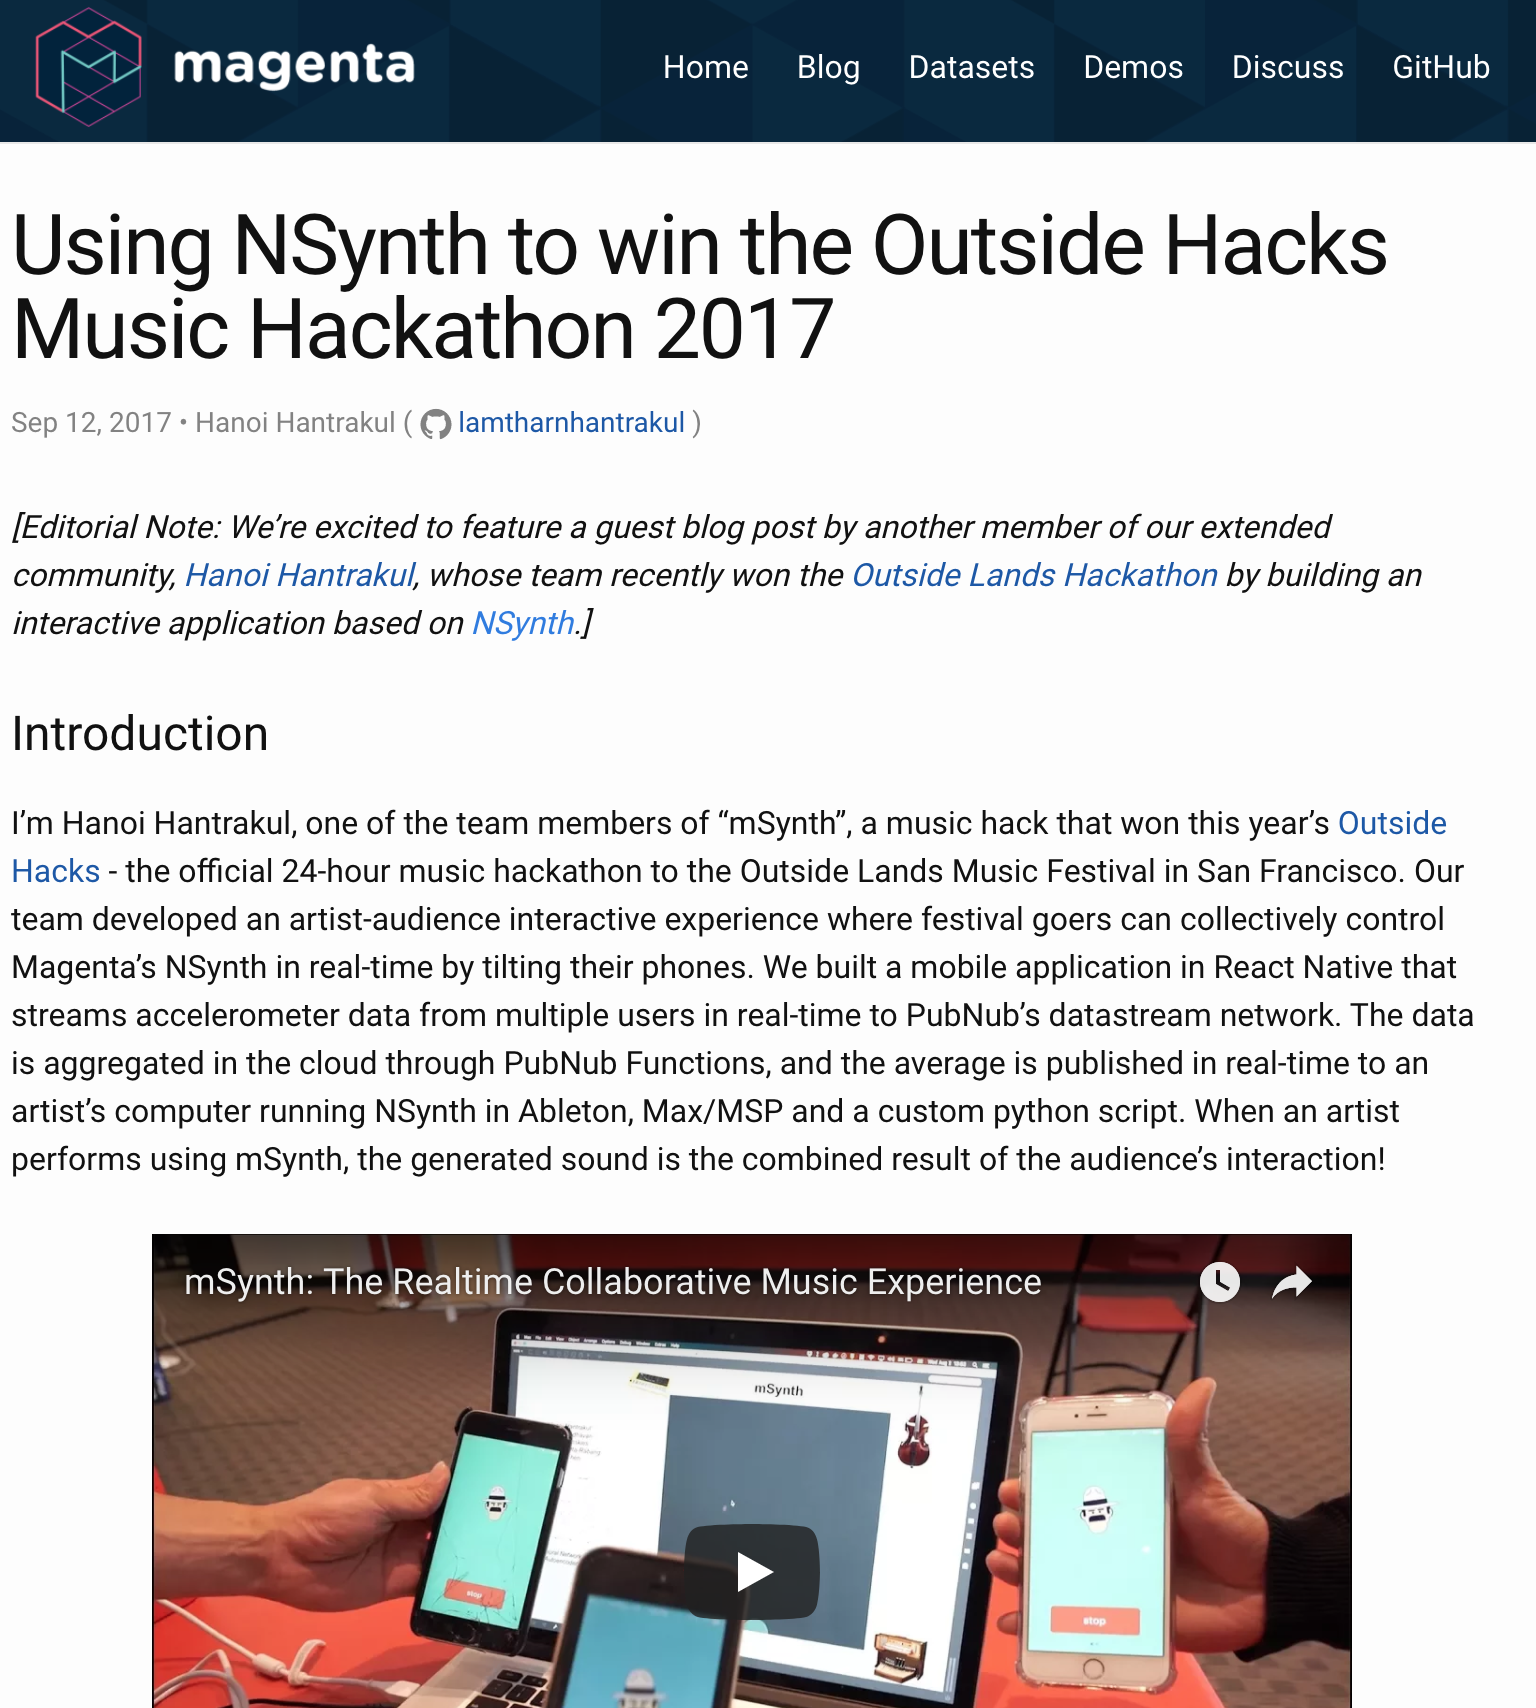 magenta
Home Blog Datasets Demos Discuss GitHub
Using NSynth to win the Outside Hacks
Music Hackathon 2017
Sep 12, 2017 • Hanoi Hantrakul ( lamtharnhantrakul )
[Editorial Note: We’re excited to feature a guest blog post by another member of our extended
community, Hanoi Hantrakul, whose team recently won the Outside Lands Hackathon by building an
interactive application based on NSynth.]
Introduction
I’m Hanoi Hantrakul, one of the team members of “mSynth”, a music hack that won this year’s Outside
Hacks - the official 24-hour music hackathon to the Outside Lands Music Festival in San Francisco. Our
team developed an artist-audience interactive experience where festival goers can collectively control
Magenta’s NSynth in real-time by tilting their phones. We built a mobile application in React Native that
streams accelerometer data from multiple users in real-time to PubNub’s datastream network. The data
is aggregated in the cloud through PubNub Functions, and the average is published in real-time to an
artist’s computer running NSynth in Ableton, Max/MSP and a custom python script. When an artist
performs using mSynth, the generated sound is the combined result of the audience’s interaction!
mSynth: The Realtime Collaborative Music Experience
mSynth
stop
stop